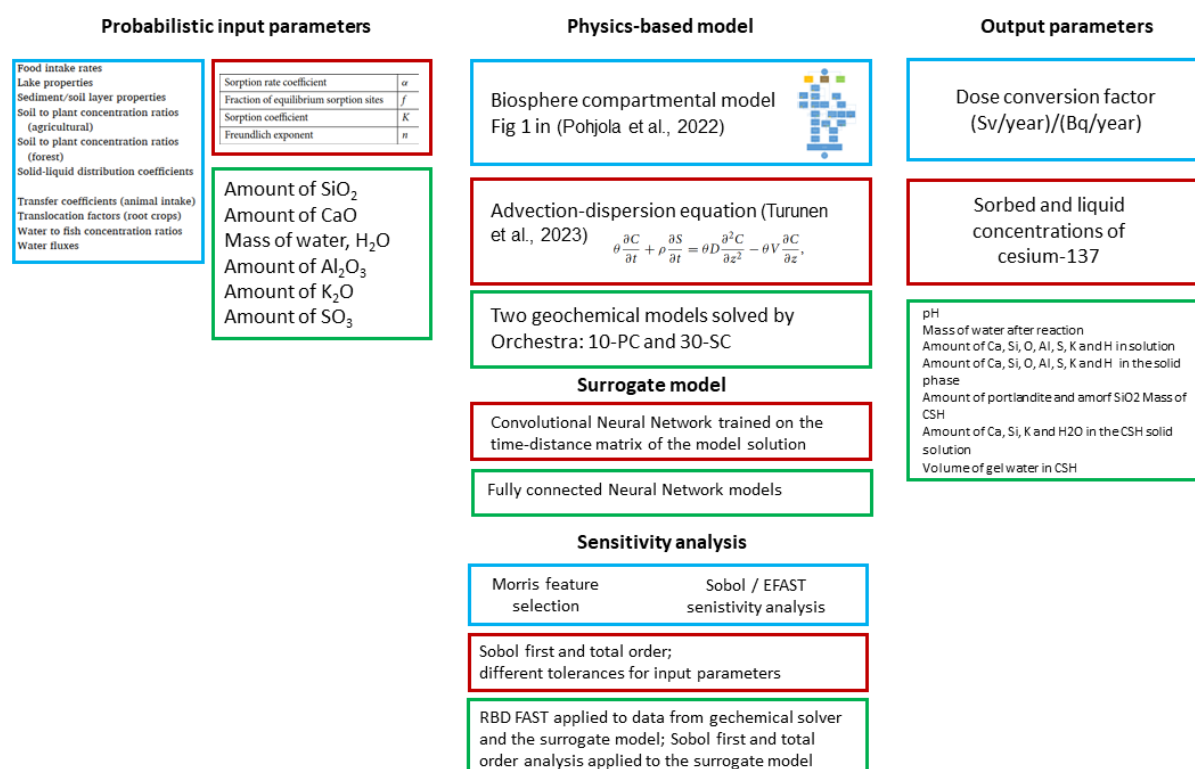 Probabilistic input parameters
Food intake rates
Lake properties
Sediment/soil layer properties
Soil to plant concentration ratios
(agricultural)
Soil to plant concentration ratios
(forest)
Solid-liquid distribution coefficients
Transfer coefficients (animal intake)
Translocation factors (root crops)
Water to fish concentration ratios
Water fluxes
Sorption rate coefficient α
Fraction of equilibrium sorption sites f
Sorption coefficient K
Freundlich exponent n
Amount of SiO₂
Amount of CaO
Mass of water, H₂O
Amount of Al₂O₃
Amount of K₂O
Amount of SO₃
Physics-based model
Biosphere compartmental model
Fig 1 in (Pohjola et al., 2022)
Advection-dispersion equation (Turunen
et al., 2023)
θ ∂C/∂t + ρ ∂S/∂t = θD ∂²C/∂z² − θV ∂C/∂z,
Two geochemical models solved by
Orchestra: 10-PC and 30-SC
Surrogate model
Convolutional Neural Network trained on the
time-distance matrix of the model solution
Fully connected Neural Network models
Sensitivity analysis
Morris feature
selection
Sobol / EFAST
senistivity analysis
Sobol first and total order;
different tolerances for input parameters
RBD FAST applied to data from gechemical solver
and the surrogate model; Sobol first and total
order analysis applied to the surrogate model
Output parameters
Dose conversion factor
(Sv/year)/(Bq/year)
Sorbed and liquid
concentrations of
cesium-137
pH
Mass of water after reaction
Amount of Ca, Si, O, Al, S, K and H in solution
Amount of Ca, Si, O, Al, S, K and H in the solid
phase
Amount of portlandite and amorf SiO2 Mass of
CSH
Amount of Ca, Si, K and H2O in the CSH solid
solution
Volume of gel water in CSH